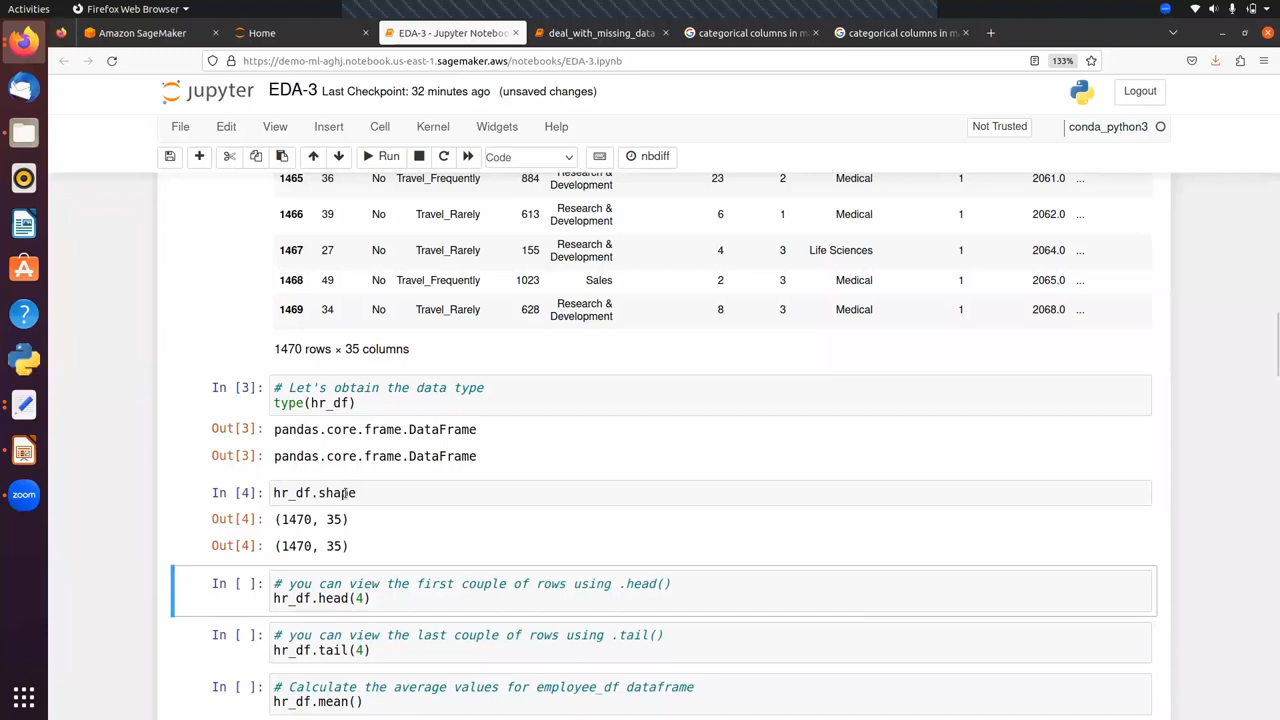 Activities
Firefox Web Browser
Amazon SageMaker
Home
EDA-3 - Jupyter Noteboo
deal_with_missing_data
categorical columns in m
categorical columns in m
https://demo-ml-aghj.notebook.us-east-1.sagemaker.aws/notebooks/EDA-3.ipynb
133%
jupyter
EDA-3 Last Checkpoint: 32 minutes ago (unsaved changes)
Logout
File Edit View Insert Cell Kernel Widgets Help
Not Trusted
conda_python3
Run
Code
nbdiff
1465 36 No Travel_Frequently 884 Research & Development 23 2 Medical 1 2061.0 ...
1466 39 No Travel_Rarely 613 Research & Development 6 1 Medical 1 2062.0 ...
1467 27 No Travel_Rarely 155 Research & Development 4 3 Life Sciences 1 2064.0 ...
1468 49 No Travel_Frequently 1023 Sales 2 3 Medical 1 2065.0 ...
1469 34 No Travel_Rarely 628 Research & Development 8 3 Medical 1 2068.0 ...
1470 rows × 35 columns
In [3]: # Let's obtain the data type
type(hr_df)
Out[3]: pandas.core.frame.DataFrame
Out[3]: pandas.core.frame.DataFrame
In [4]: hr_df.shape
Out[4]: (1470, 35)
Out[4]: (1470, 35)
In [ ]: # you can view the first couple of rows using .head()
hr_df.head(4)
In [ ]: # you can view the last couple of rows using .tail()
hr_df.tail(4)
In [ ]: # Calculate the average values for employee_df dataframe
hr_df.mean()
zoom